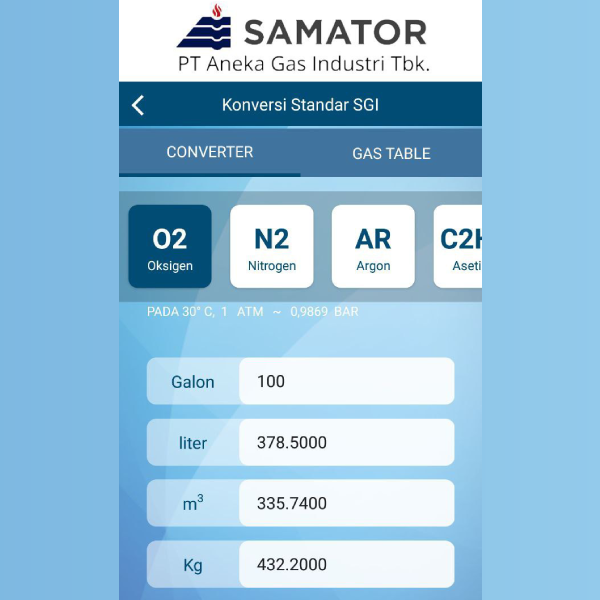 SAMATOR
PT Aneka Gas Industri Tbk.
Konversi Standar SGI
CONVERTER GAS TABLE
O2 N2 AR C2H
Oksigen Nitrogen Argon Aseti
PADA 30° C, 1 ATM ~ 0,9869 BAR
Galon 100
liter 378.5000
m³ 335.7400
Kg 432.2000